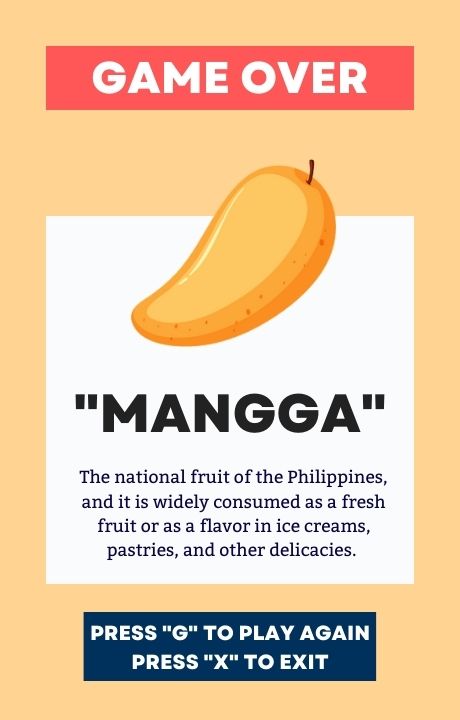 GAME OVER
"MANGGA"
The national fruit of the Philippines,
and it is widely consumed as a fresh
fruit or as a flavor in ice creams,
pastries, and other delicacies.
PRESS "G" TO PLAY AGAIN
PRESS "X" TO EXIT